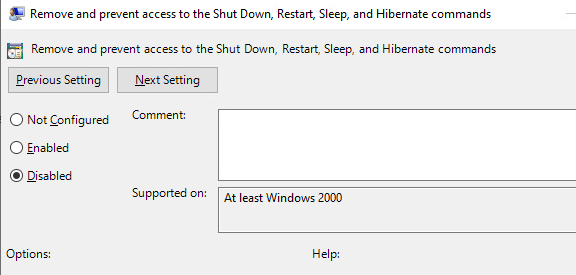 Remove and prevent access to the Shut Down, Restart, Sleep, and Hibernate commands
Remove and prevent access to the Shut Down, Restart, Sleep, and Hibernate commands
Previous Setting Next Setting
Not Configured Comment:
Enabled
Disabled
Supported on: At least Windows 2000
Options: Help: